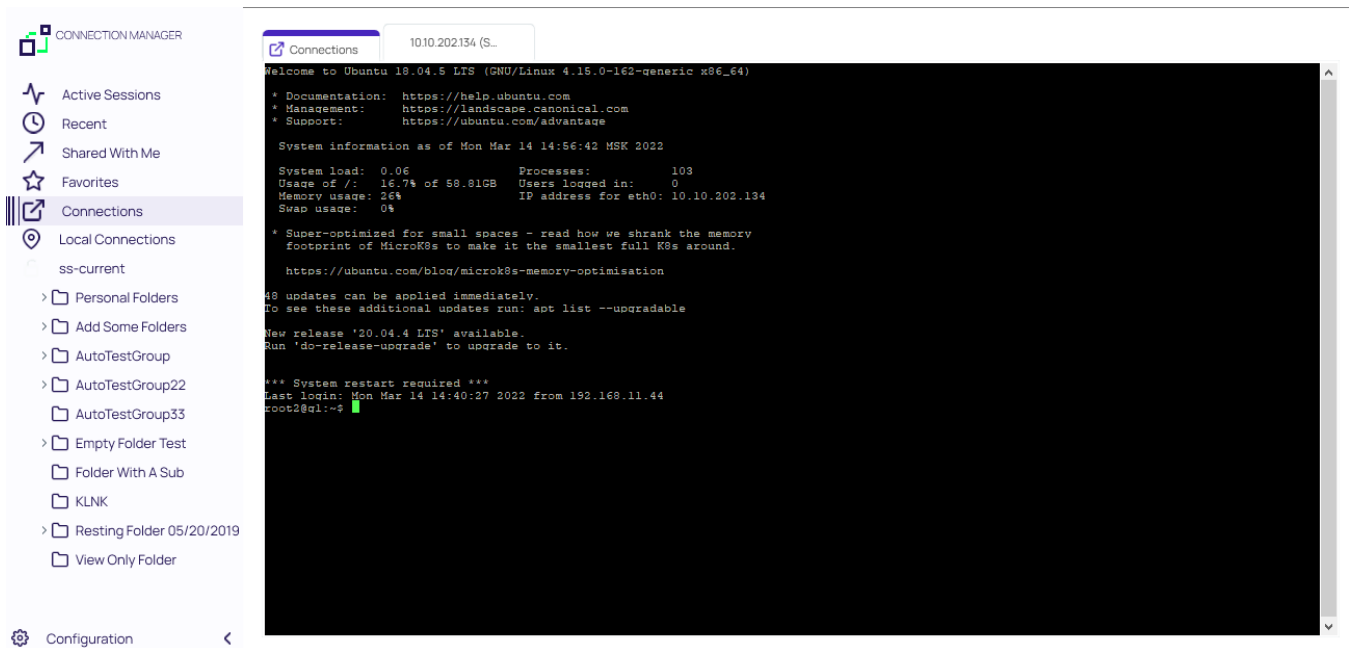 CONNECTION MANAGER
Active Sessions
Recent
Shared With Me
Favorites
Connections
Local Connections
ss-current
Personal Folders
Add Some Folders
AutoTestGroup
AutoTestGroup22
AutoTestGroup33
Empty Folder Test
Folder With A Sub
KLNK
Resting Folder 05/20/2019
View Only Folder
Configuration
Connections
10.10.202.134 (S...
Welcome to Ubuntu 18.04.5 LTS (GNU/Linux 4.15.0-162-generic x86_64)
* Documentation: https://help.ubuntu.com
* Management: https://landscape.canonical.com
* Support: https://ubuntu.com/advantage
System information as of Mon Mar 14 14:56:42 MSK 2022
System load: 0.06 Processes: 103
Usage of /: 16.7% of 58.81GB Users logged in: 0
Memory usage: 26% IP address for eth0: 10.10.202.134
Swap usage: 0%
* Super-optimized for small spaces - read how we shrank the memory
footprint of MicroK8s to make it the smallest full K8s around.
https://ubuntu.com/blog/microk8s-memory-optimisation
48 updates can be applied immediately.
To see these additional updates run: apt list --upgradable
New release '20.04.4 LTS' available.
Run 'do-release-upgrade' to upgrade to it.
*** System restart required ***
Last login: Mon Mar 14 14:40:27 2022 from 192.168.11.44
root2@ql:~$